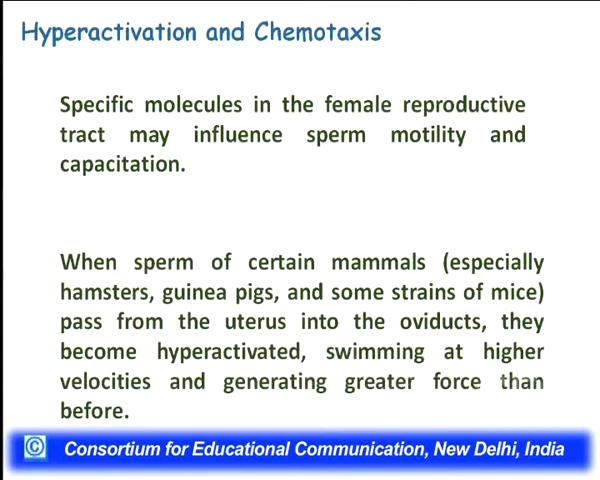 Hyperactivation and Chemotaxis
Specific molecules in the female reproductive
tract may influence sperm motility and
capacitation.
When sperm of certain mammals (especially
hamsters, guinea pigs, and some strains of mice)
pass from the uterus into the oviducts, they
become hyperactivated, swimming at higher
velocities and generating greater force than
before.
© Consortium for Educational Communication, New Delhi, India